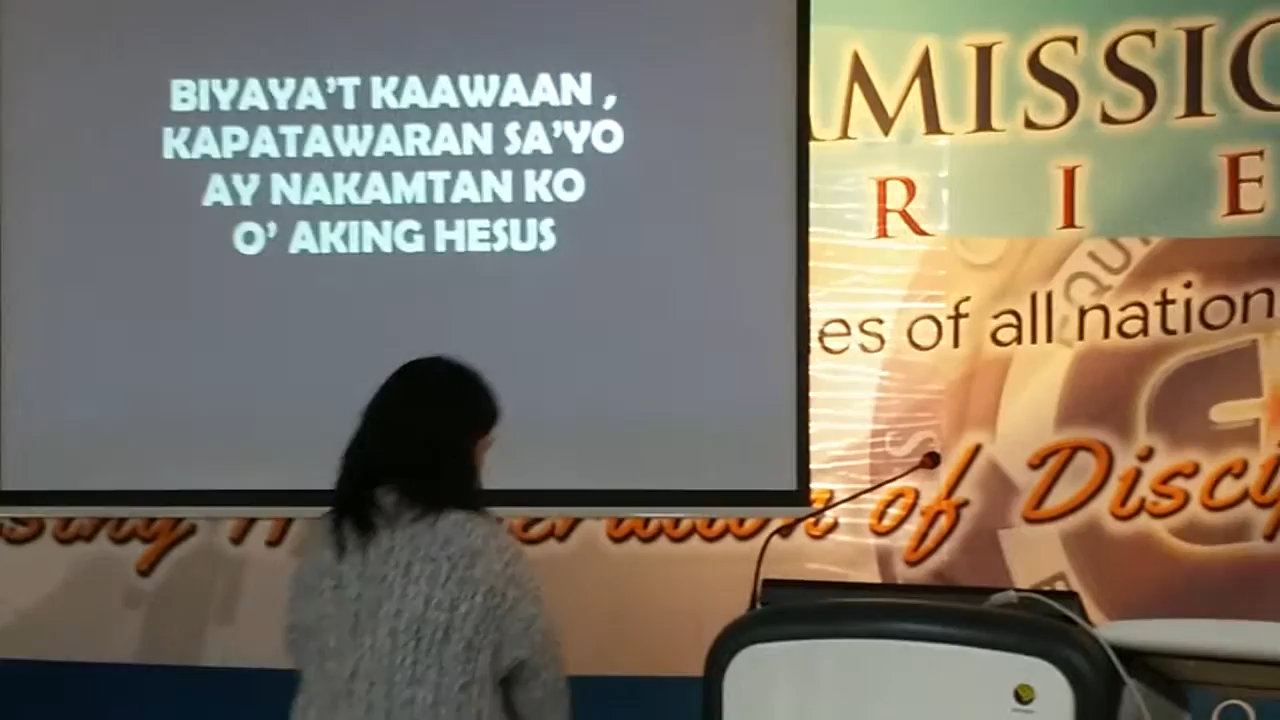 BIYAYA'T KAAWAAN ,
KAPATAWARAN SA'YO
AY NAKAMTAN KO
O' AKING HESUS
MISSIO
R I E
es of all nation
of Disci